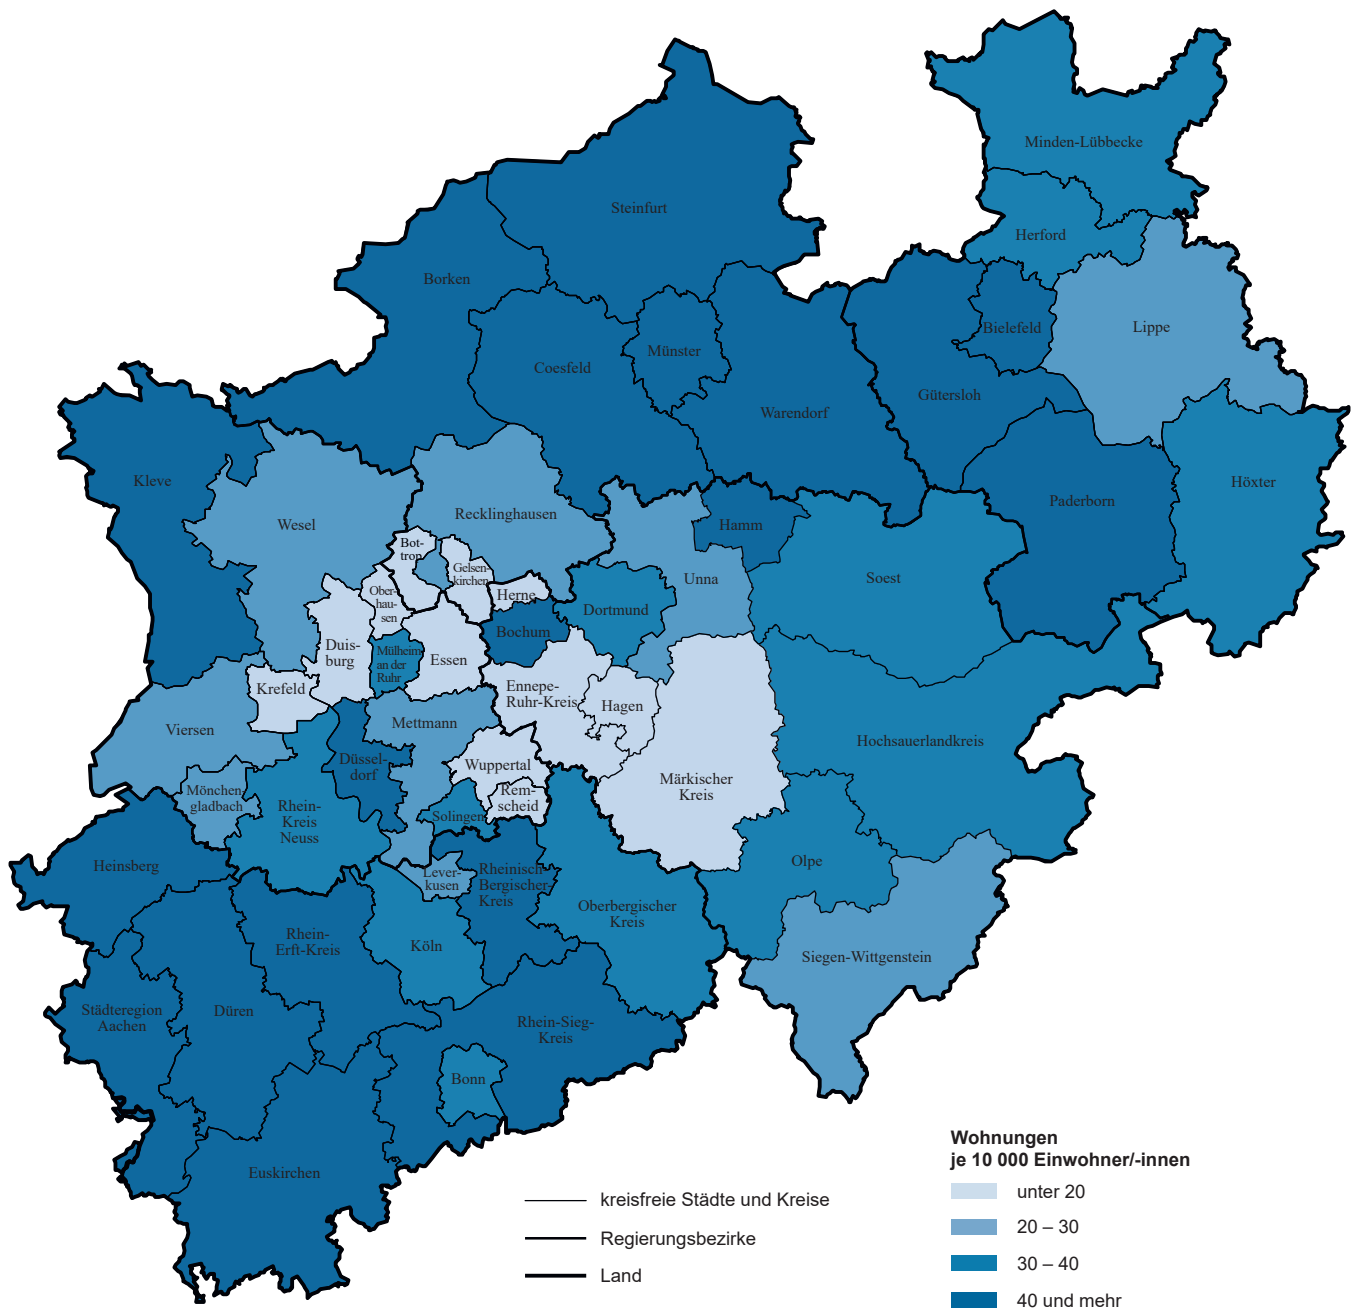 Minden-Lübbecke
Steinfurt
Herford
Borken
Bielefeld
Lippe
Münster
Coesfeld
Gütersloh
Warendorf
Kleve
Höxter
Paderborn
Wesel
Recklinghausen
Hamm
Bot-
trop
Gelsen-
kirchen
Soest
Unna
Ober-
hau-
sen
Herne
Dortmund
Bochum
Duis-
burg
Mülheim
an der
Ruhr
Essen
Krefeld
Ennepe-
Ruhr-Kreis
Hagen
Viersen
Mettmann
Hochsauerlandkreis
Düssel-
dorf
Wuppertal
Märkischer
Kreis
Mönchen-
gladbach
Rem-
scheid
Rhein-
Kreis
Neuss
Solingen
Heinsberg
Olpe
Lever-
kusen
Rheinisch-
Bergischer-
Kreis
Oberbergischer
Kreis
Rhein-
Erft-Kreis
Köln
Siegen-Wittgenstein
Städteregion
Aachen
Düren
Rhein-Sieg-
Kreis
Bonn
Euskirchen
kreisfreie Städte und Kreise
Regierungsbezirke
Land
Wohnungen
je 10 000 Einwohner/-innen
unter 20
20 – 30
30 – 40
40 und mehr